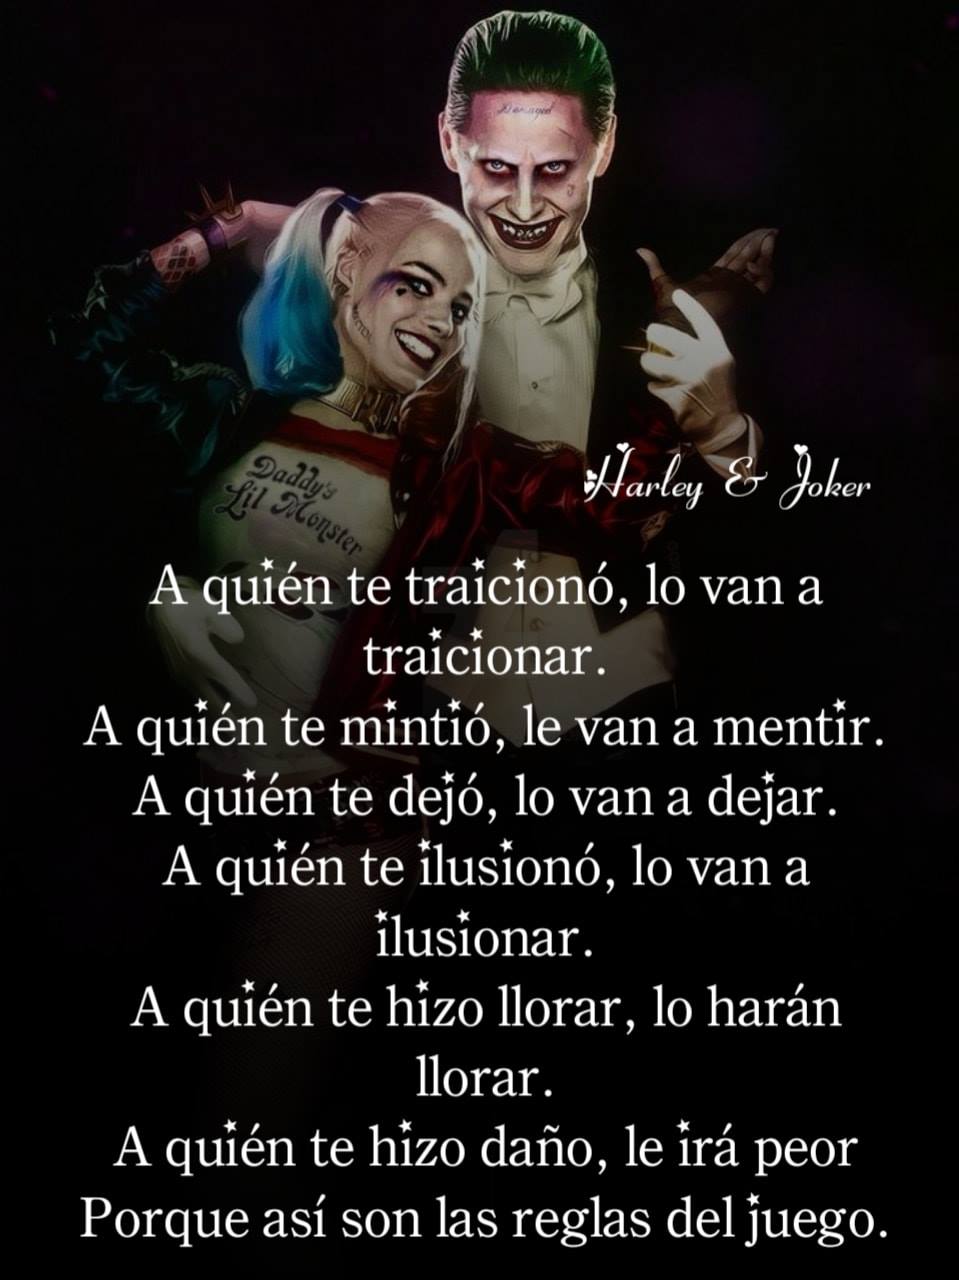 Damaged
Daddy's
Lil Monster
Harley & Joker
A quién te traicionó, lo van a
traicionar.
A quién te mintió, le van a mentir.
A quién te dejó, lo van a dejar.
A quién te ilusionó, lo van a
ilusionar.
A quién te hizo llorar, lo harán
llorar.
A quién te hizo daño, le irá peor
Porque así son las reglas del juego.